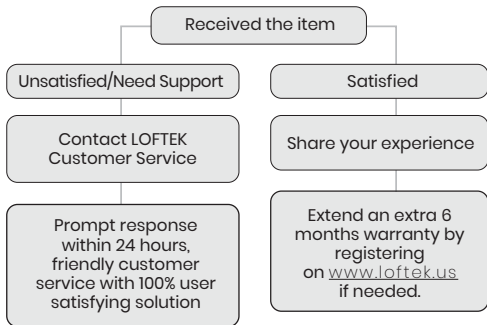 Received the item
Unsatisfied/Need Support
Satisfied
Contact LOFTEK
Customer Service
Share your experience
Prompt response
within 24 hours,
friendly customer
service with 100% user
satisfying solution
Extend an extra 6
months warranty by
registering
on www.loftek.us
if needed.